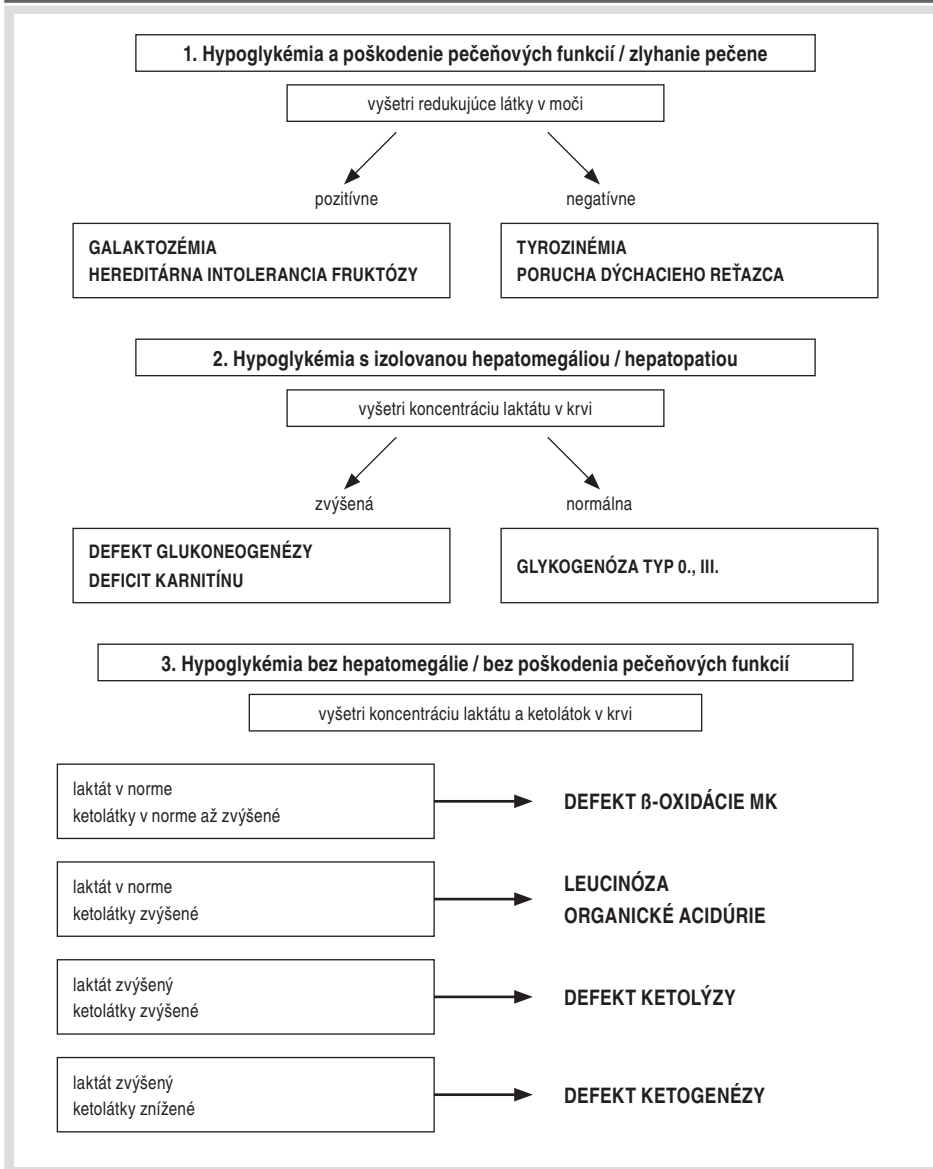 1. Hypoglykémia a poškodenie pečeňových funkcií / zlyhanie pečene
vyšetri redukujúce látky v moči
pozitívne
negatívne
GALAKTOZÉMIA
HEREDITÁRNA INTOLERANCIA FRUKTÓZY
TYROZINÉMIA
PORUCHA DÝCHACIEHO REŤAZCA
2. Hypoglykémia s izolovanou hepatomegáliou / hepatopatiou
vyšetri koncentráciu laktátu v krvi
zvýšená
normálna
DEFEKT GLUKONEOGENÉZY
DEFICIT KARNITÍNU
GLYKOGENÓZA TYP 0., III.
3. Hypoglykémia bez hepatomegálie / bez poškodenia pečeňových funkcií
vyšetri koncentráciu laktátu a ketolátok v krvi
laktát v norme
ketolátky v norme až zvýšené
DEFEKT ß-OXIDÁCIE MK
laktát v norme
ketolátky zvýšené
LEUCINÓZA
ORGANICKÉ ACIDÚRIE
laktát zvýšený
ketolátky zvýšené
DEFEKT KETOLÝZY
laktát zvýšený
ketolátky znížené
DEFEKT KETOGENÉZY